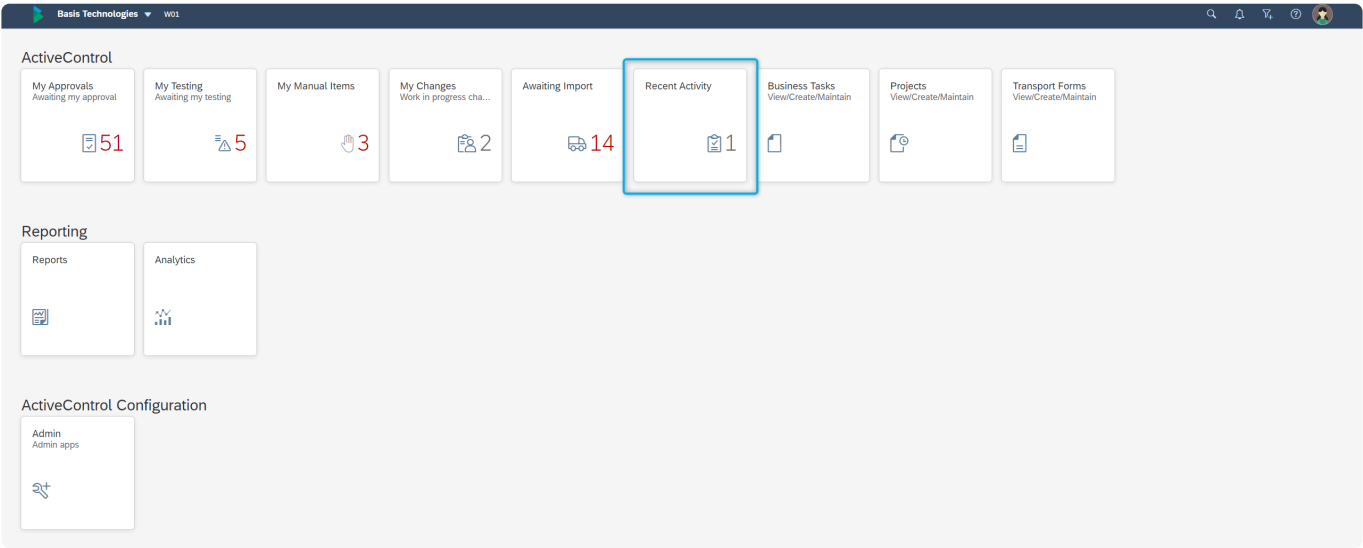 Basis Technologies W01
ActiveControl
My Approvals
Awaiting my approval
51
My Testing
Awaiting my testing
5
My Manual Items
3
My Changes
Work in progress cha...
2
Awaiting Import
14
Recent Activity
1
Business Tasks
View/Create/Maintain
Projects
View/Create/Maintain
Transport Forms
View/Create/Maintain
Reporting
Reports
Analytics
ActiveControl Configuration
Admin
Admin apps